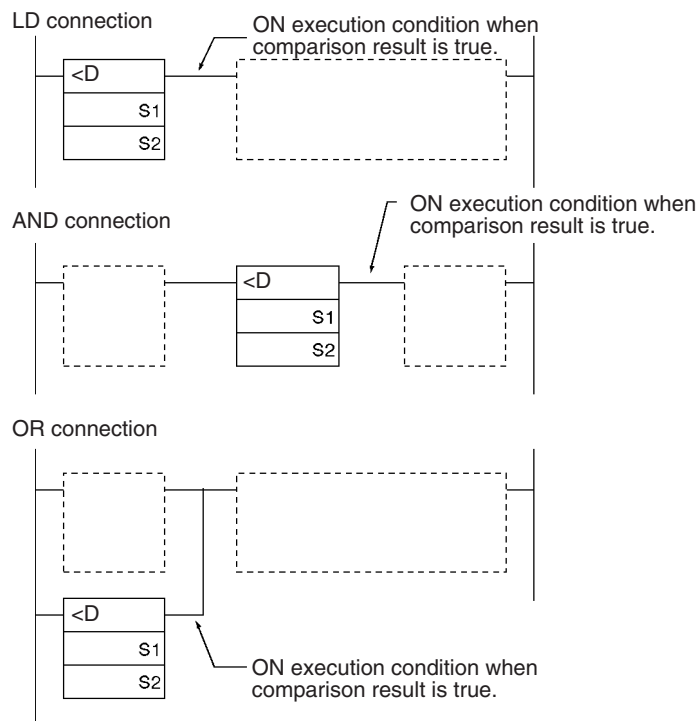 LD connection
ON execution condition when
comparison result is true.
<D
S1
S2
AND connection
ON execution condition when
comparison result is true.
<D
S1
S2
OR connection
<D
S1
S2
ON execution condition when
comparison result is true.